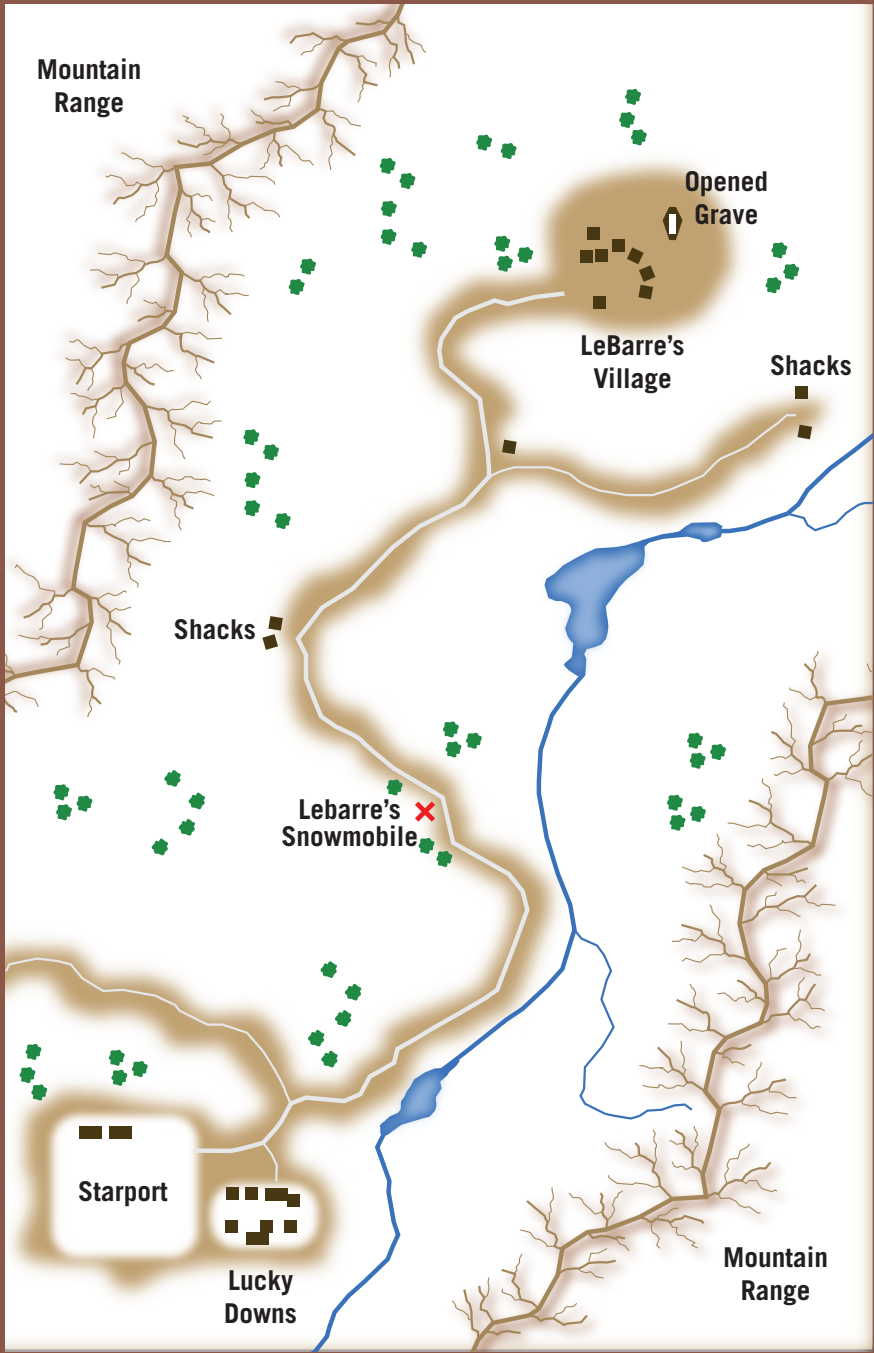 Mountain
Range
Opened
Grave
LeBarre's
Village
Shacks
Shacks
Lebarre's
Snowmobile
Starport
Lucky
Downs
Mountain
Range